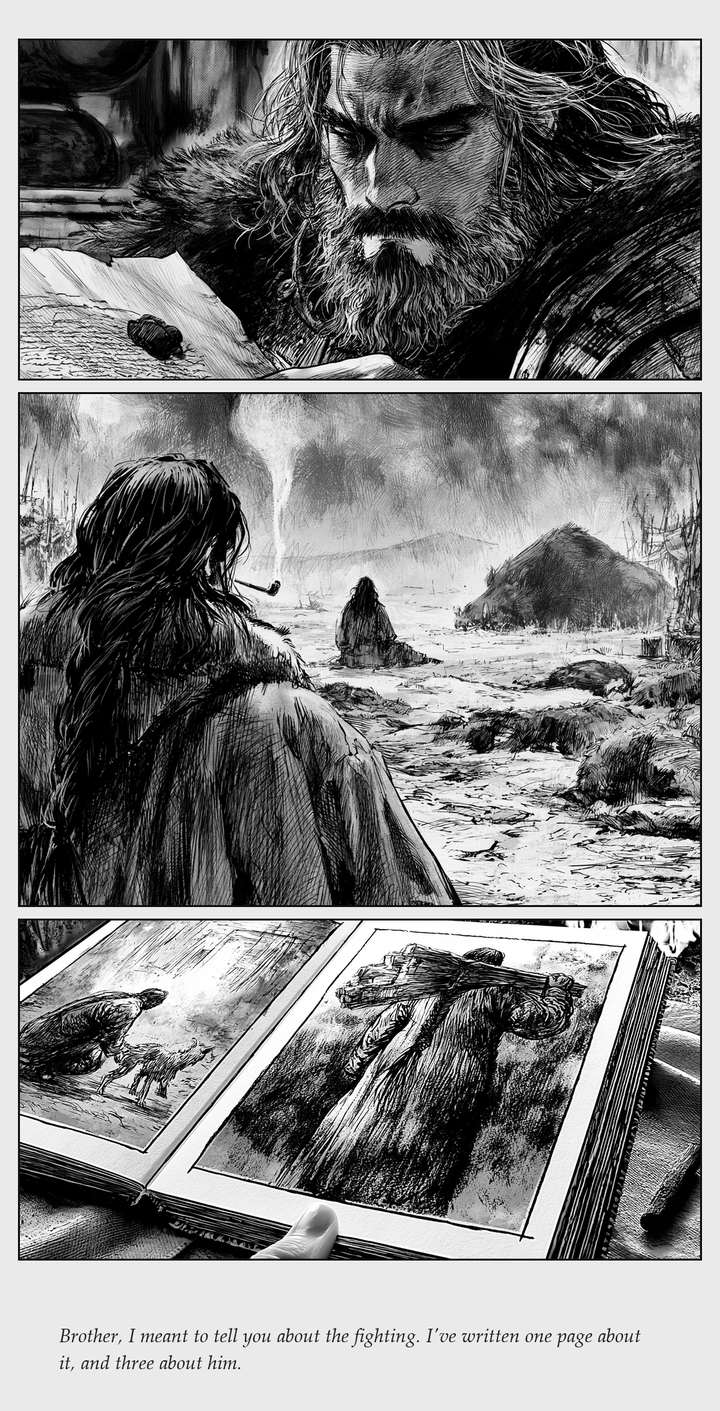 Brother, I meant to tell you about the fighting. I've written one page about
it, and three about him.